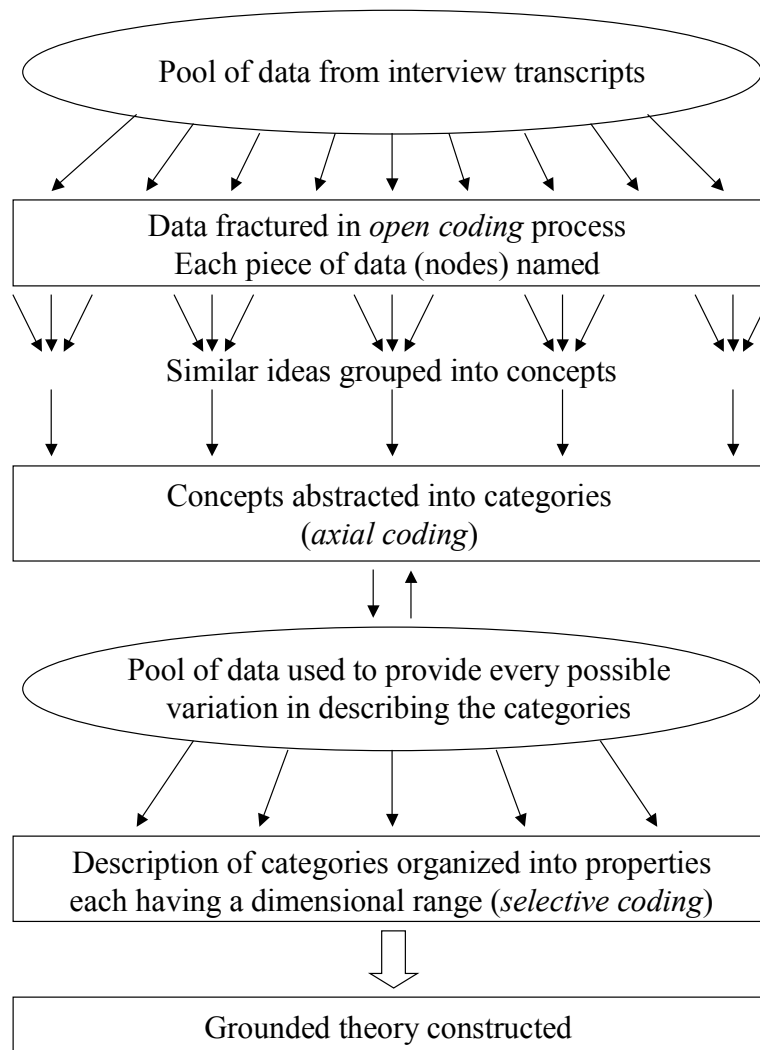 Pool of data from interview transcripts
Data fractured in open coding process
Each piece of data (nodes) named
Similar ideas grouped into concepts
Concepts abstracted into categories
(axial coding)
Pool of data used to provide every possible
variation in describing the categories
Description of categories organized into properties
each having a dimensional range (selective coding)
Grounded theory constructed